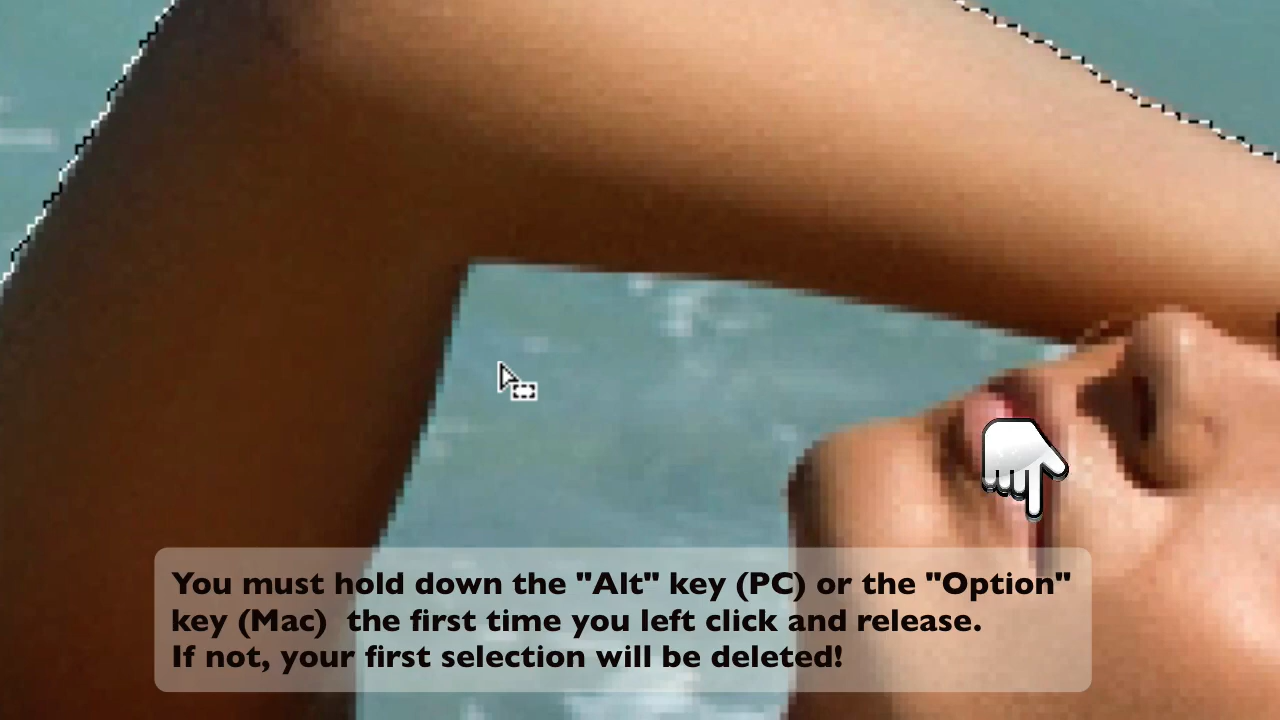 You must hold down the "Alt" key (PC) or the "Option"
key (Mac)  the first time you left click and release.
If not, your first selection will be deleted!